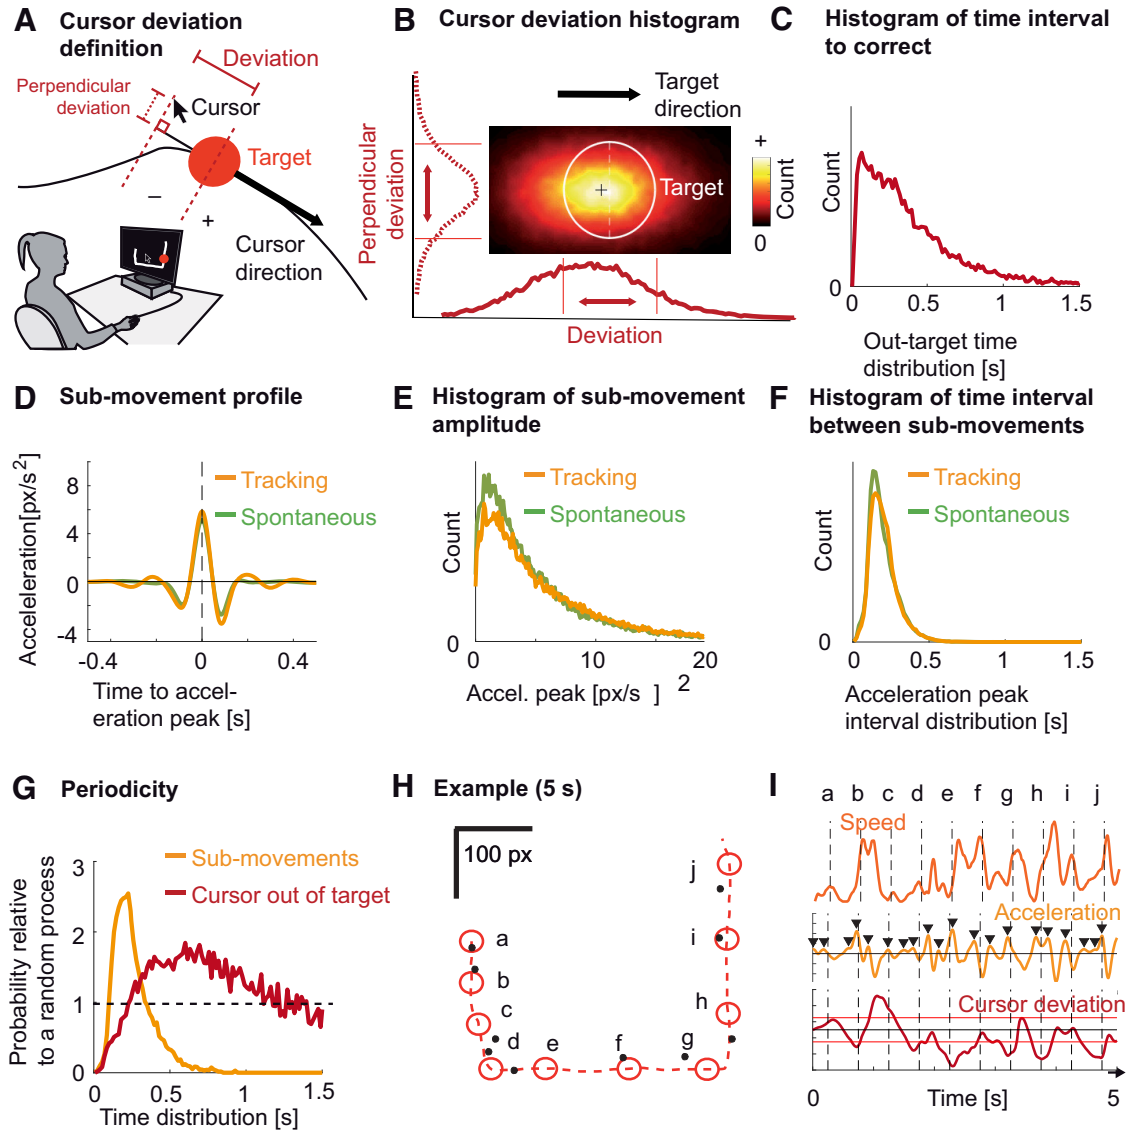 A Cursor deviation
definition
Deviation
Perpendicular
deviation
Cursor
Target
–
+
Cursor
direction
B Cursor deviation histogram
Target
direction
Perpendicular
deviation
Target
+
Count
0
Deviation
C Histogram of time interval
to correct
Count
0
0 0.5 1 1.5
Out-target time
distribution [s]
D Sub-movement profile
Acceleleration[px/s2]
8
4
0
-4
Tracking
Spontaneous
-0.4 0 0.4
Time to accel-
eration peak [s]
E Histogram of sub-movement
amplitude
Count
0
Tracking
Spontaneous
0 10 20
Accel. peak [px/s ] 2
F Histogram of time interval
between sub-movements
Count
0
Tracking
Spontaneous
0 0.5 1 1.5
Acceleration peak
interval distribution [s]
G Periodicity
Probability relative
to a random process
3
2
1
0
Sub-movements
Cursor out of target
0 0.5 1 1.5
Time distribution [s]
H Example (5 s)
100 px
a
b
c
d
e
f
g
h
i
j
I
a b c d e f g h i j
Speed
Acceleration
Cursor deviation
0 Time [s] 5